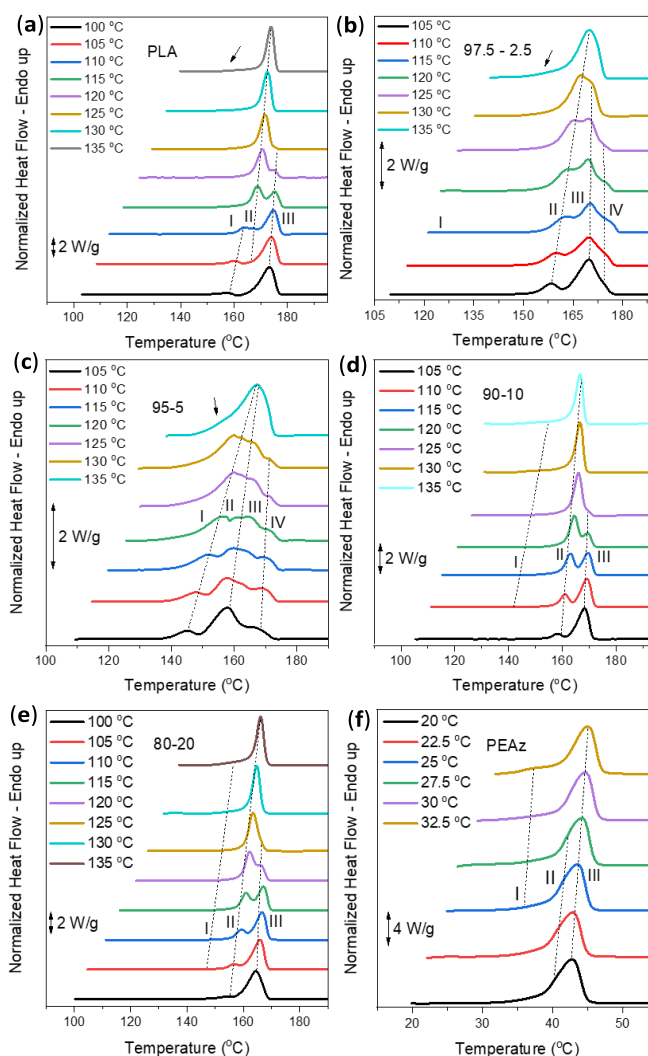 (a)
100 °C
105 °C
110 °C
115 °C
120 °C
125 °C
130 °C
135 °C
PLA
I
II
III
2 W/g
Normalized Heat Flow - Endo up
80 100 120 140 160 180
Temperature (°C)
(b)
105 °C
110 °C
115 °C
120 °C
125 °C
130 °C
135 °C
97.5 - 2.5
2 W/g
I
II
III
IV
Normalized Heat Flow - Endo up
105 125 145 165 185
Temperature (°C)
(c)
105 °C
110 °C
115 °C
120 °C
125 °C
130 °C
135 °C
95-5
2 W/g
I
II
III
IV
Normalized Heat Flow - Endo up
100 120 140 160 180
Temperature (°C)
(d)
105 °C
110 °C
115 °C
120 °C
125 °C
130 °C
135 °C
90-10
2 W/g
I
II
III
Normalized Heat Flow - Endo up
100 120 140 160 180
Temperature (°C)
(e)
100 °C
105 °C
110 °C
115 °C
120 °C
125 °C
130 °C
135 °C
80-20
2 W/g
I
II
III
Normalized Heat Flow - Endo up
80 100 120 140 160 180
Temperature (°C)
(f)
20 °C
22.5 °C
25 °C
27.5 °C
30 °C
32.5 °C
PEAz
4 W/g
I
II
III
Normalized Heat Flow - Endo up
20 30 40 50
Temperature (°C)